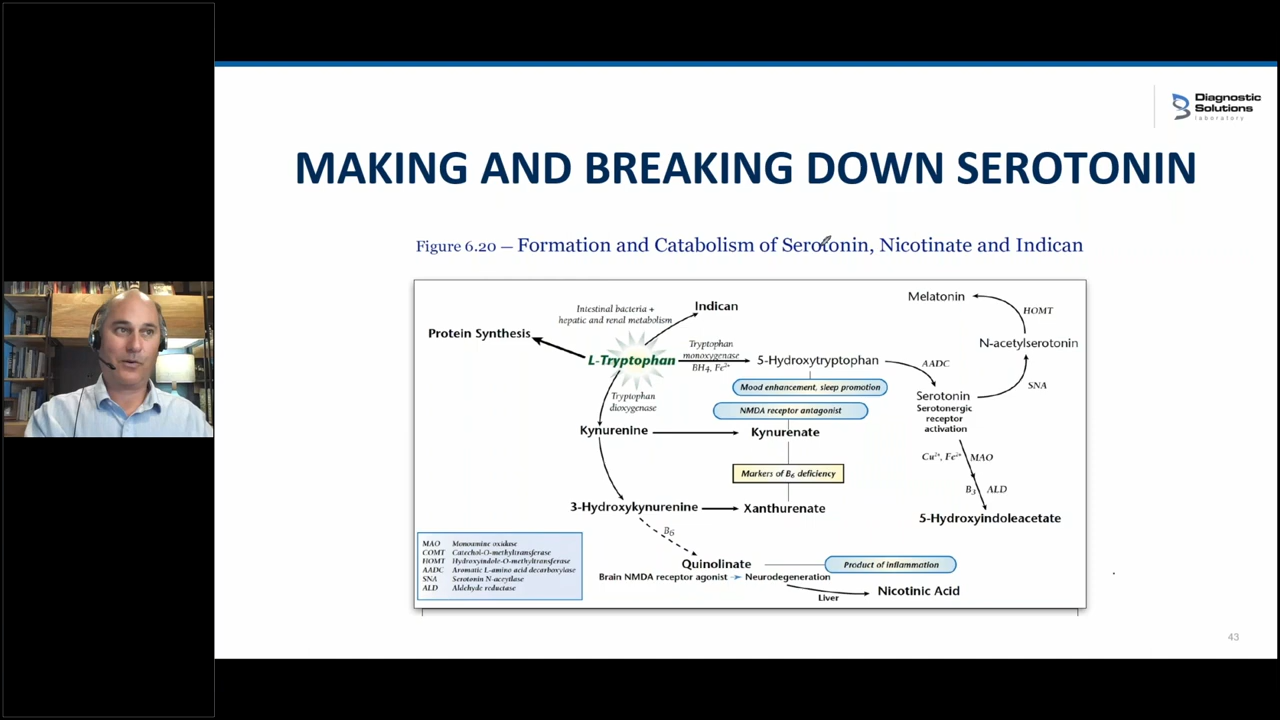 Diagnostic
Solutions
laboratory
MAKING AND BREAKING DOWN SEROTONIN
Figure 6.20 — Formation and Catabolism of Serotonin, Nicotinate and Indican
Intestinal bacteria +
hepatic and renal metabolism
Indican
Protein Synthesis
L-Tryptophan
Tryptophan
monoxygenase
BH4, Fe2+
5-Hydroxytryptophan
Mood enhancement, sleep promotion
AADC
Melatonin
HOMT
N-acetylserotonin
SNA
Serotonin
Serotonergic
receptor
activation
Tryptophan
dioxygenase
NMDA receptor antagonist
Kynurenine
Kynurenate
Markers of B6 deficiency
Cu2+, Fe2+ MAO
B3 ALD
5-Hydroxyindoleacetate
3-Hydroxykynurenine
Xanthurenate
B6
Quinolinate
Product of inflammation
Brain NMDA receptor agonist
Neurodegeneration
Liver
Nicotinic Acid
MAO Monoamine oxidase
COMT Catechol-O-methyltransferase
HOMT Hydroxyindole-O-methyltransferase
AADC Aromatic L-amino acid decarboxylase
SNA Serotonin N-aceytlase
ALD Aldehyde reductase
43